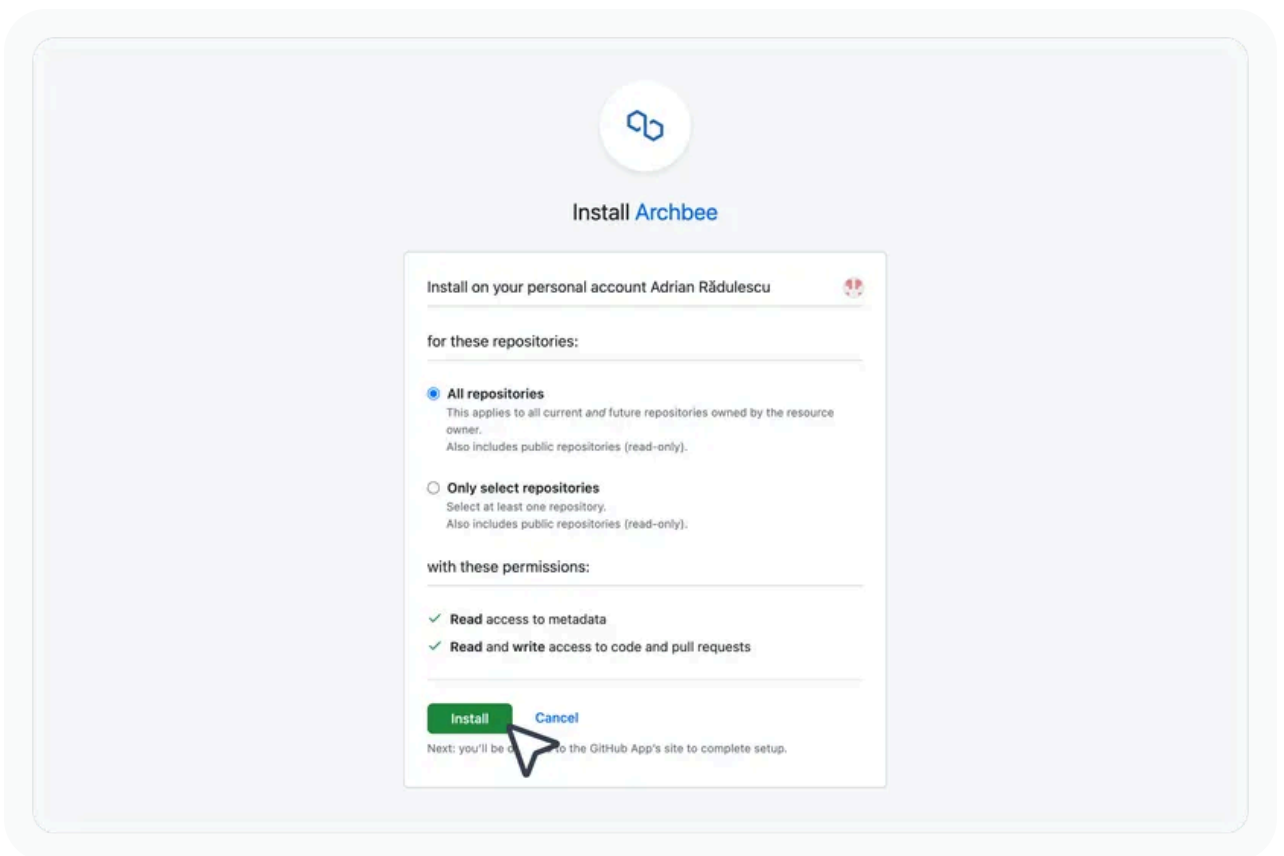 Install Archbee
Install on your personal account Adrian Rădulescu
for these repositories:
All repositories
This applies to all current and future repositories owned by the resource
owner.
Also includes public repositories (read-only).
Only select repositories
Select at least one repository.
Also includes public repositories (read-only).
with these permissions:
Read access to metadata
Read and write access to code and pull requests
Install Cancel
Next: you'll be to the GitHub App's site to complete setup.